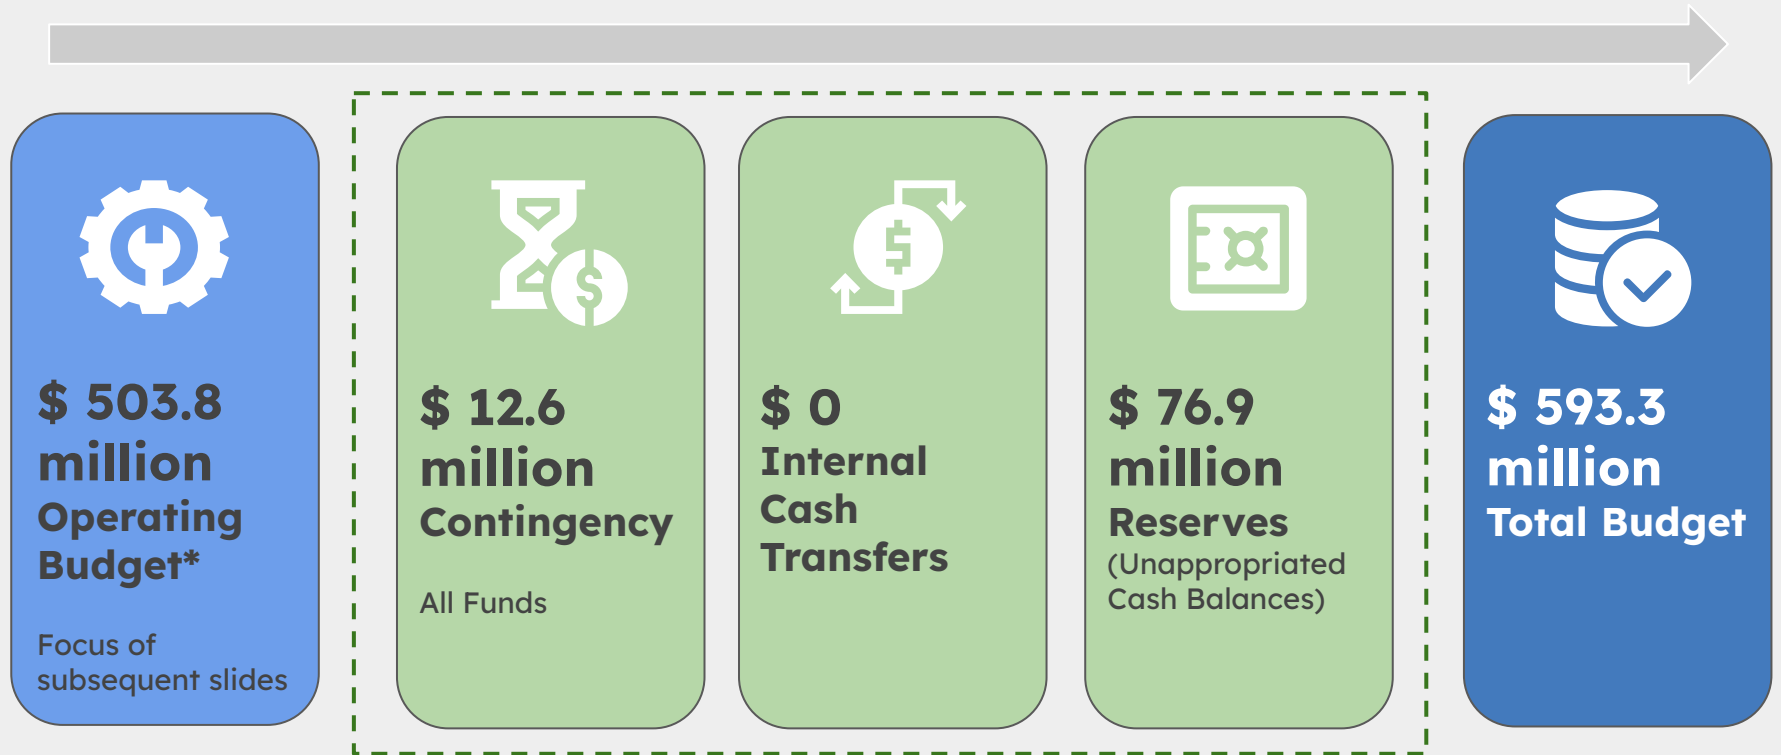 $ 503.8
million
Operating
Budget*
Focus of
subsequent slides
$ 12.6
million
Contingency
All Funds
$ 0
Internal
Cash
Transfers
$ 76.9
million
Reserves
(Unappropriated
Cash Balances)
$ 593.3
million
Total Budget